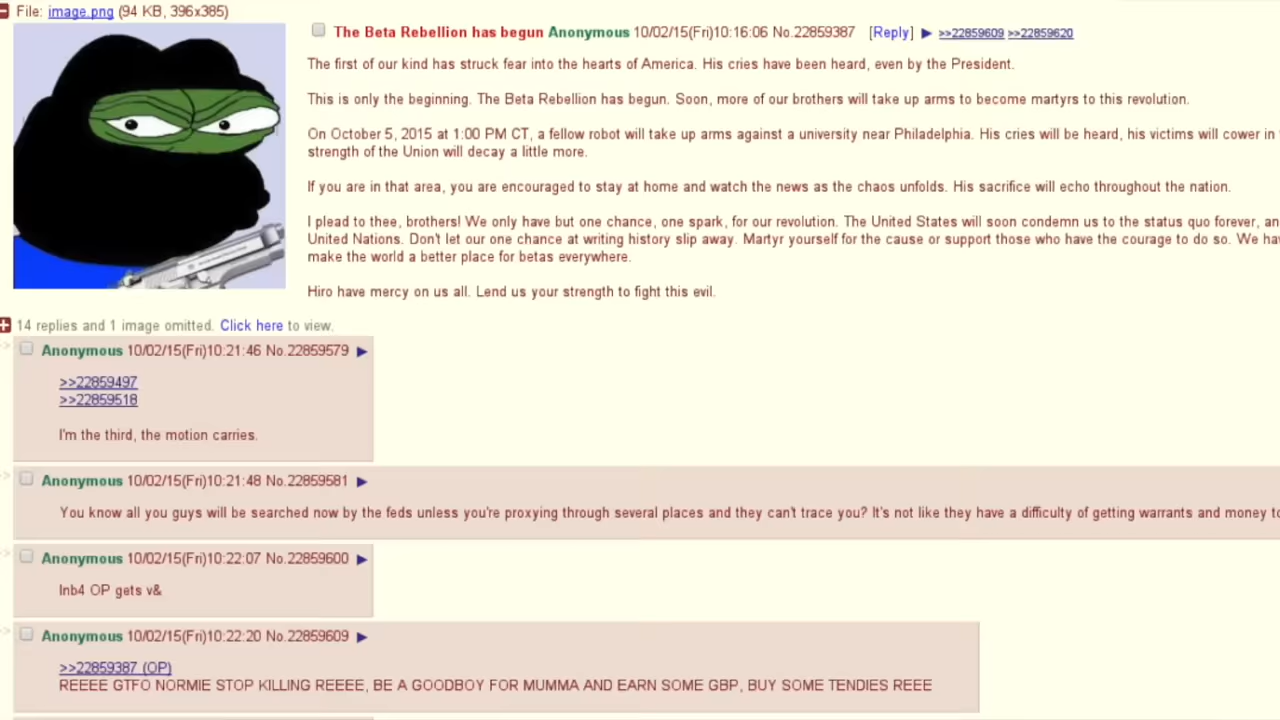 File: image.png (94 KB, 396x385)
The Beta Rebellion has begun Anonymous 10/02/15(Fri)10:16:06 No.22859387 [Reply] ▶ >>22859609 >>22859620
The first of our kind has struck fear into the hearts of America. His cries have been heard, even by the President.
This is only the beginning. The Beta Rebellion has begun. Soon, more of our brothers will take up arms to become martyrs to this revolution.
On October 5, 2015 at 1:00 PM CT, a fellow robot will take up arms against a university near Philadelphia. His cries will be heard, his victims will cower in
strength of the Union will decay a little more.
If you are in that area, you are encouraged to stay at home and watch the news as the chaos unfolds. His sacrifice will echo throughout the nation.
I plead to thee, brothers! We only have but one chance, one spark, for our revolution. The United States will soon condemn us to the status quo forever, an
United Nations. Don't let our one chance at writing history slip away. Martyr yourself for the cause or support those who have the courage to do so. We hav
make the world a better place for betas everywhere.
Hiro have mercy on us all. Lend us your strength to fight this evil.
14 replies and 1 image omitted. Click here to view.
Anonymous 10/02/15(Fri)10:21:46 No.22859579 ▶
>>22859497
>>22859518
I'm the third, the motion carries.
Anonymous 10/02/15(Fri)10:21:48 No.22859581 ▶
You know all you guys will be searched now by the feds unless you're proxying through several places and they can't trace you? It's not like they have a difficulty of getting warrants and money to
Anonymous 10/02/15(Fri)10:22:07 No.22859600 ▶
Inb4 OP gets v&
Anonymous 10/02/15(Fri)10:22:20 No.22859609 ▶
>>22859387 (OP)
REEEE GTFO NORMIE STOP KILLING REEEE, BE A GOODBOY FOR MUMMA AND EARN SOME GBP, BUY SOME TENDIES REEE